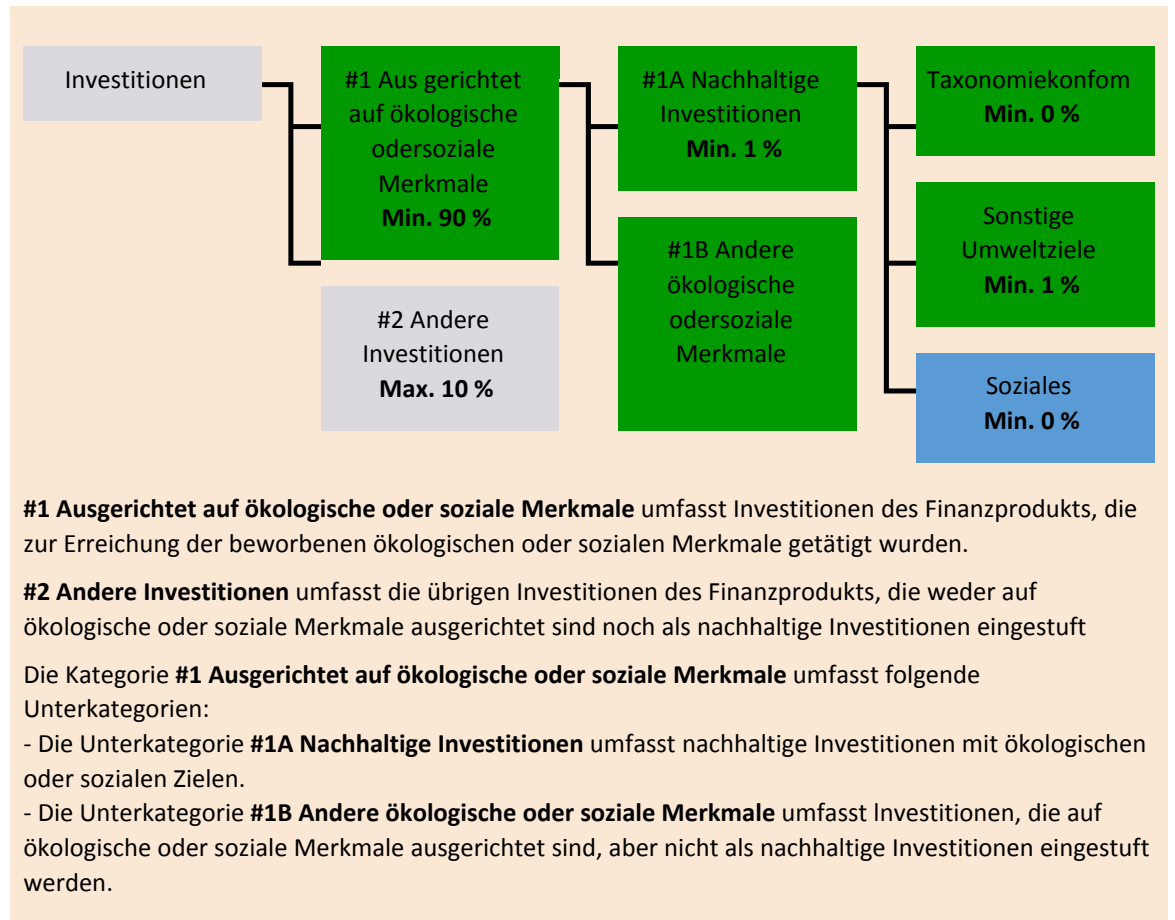 Investitionen
#1 Aus gerichtet
auf ökologische
odersoziale
Merkmale
Min. 90 %
#2 Andere
Investitionen
Max. 10 %
#1A Nachhaltige
Investitionen
Min. 1 %
#1B Andere
ökologische
odersoziale
Merkmale
Taxonomiekonfom
Min. 0 %
Sonstige
Umweltziele
Min. 1 %
Soziales
Min. 0 %
#1 Ausgerichtet auf ökologische oder soziale Merkmale umfasst Investitionen des Finanzprodukts, die
zur Erreichung der beworbenen ökologischen oder sozialen Merkmale getätigt wurden.
#2 Andere Investitionen umfasst die übrigen Investitionen des Finanzprodukts, die weder auf
ökologische oder soziale Merkmale ausgerichtet sind noch als nachhaltige Investitionen eingestuft
Die Kategorie #1 Ausgerichtet auf ökologische oder soziale Merkmale umfasst folgende
Unterkategorien:
- Die Unterkategorie #1A Nachhaltige Investitionen umfasst nachhaltige Investitionen mit ökologischen
oder sozialen Zielen.
- Die Unterkategorie #1B Andere ökologische oder soziale Merkmale umfasst lnvestitionen, die auf
ökologische oder soziale Merkmale ausgerichtet sind, aber nicht als nachhaltige Investitionen eingestuft
werden.